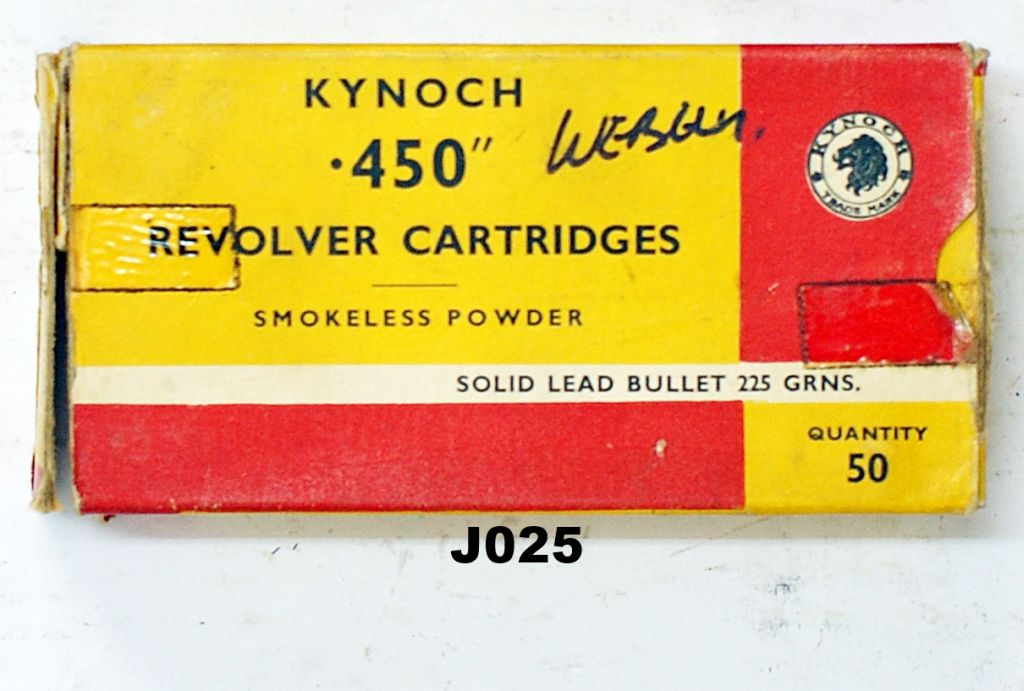 KYNOCH
·450"
WEBLEY.
REVOLVER CARTRIDGES
SMOKELESS POWDER
SOLID LEAD BULLET 225 GRNS.
KYNOCH
TRADE MARK
QUANTITY
50
J025